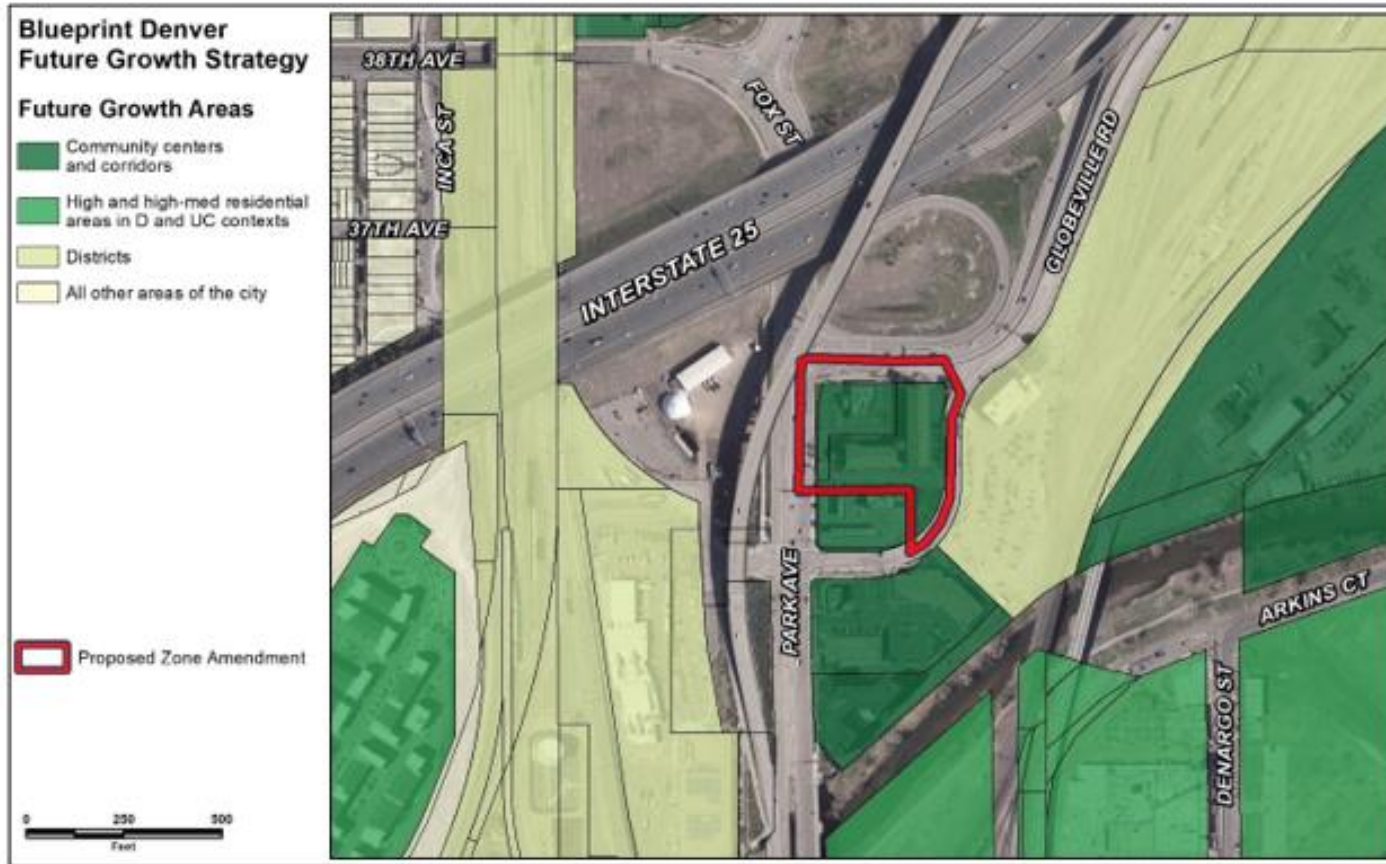 Blueprint Denver
Future Growth Strategy
Future Growth Areas
Community centers
and corridors
High and high-med residential
areas in D and UC contexts
Districts
All other areas of the city
Proposed Zone Amendment
0 250 500
Feet
38TH AVE
INCA ST
37TH AVE
FOX ST
INTERSTATE 25
GLOBEVILLE RD
PARK AVE
ARKINS CT
DENARGO ST